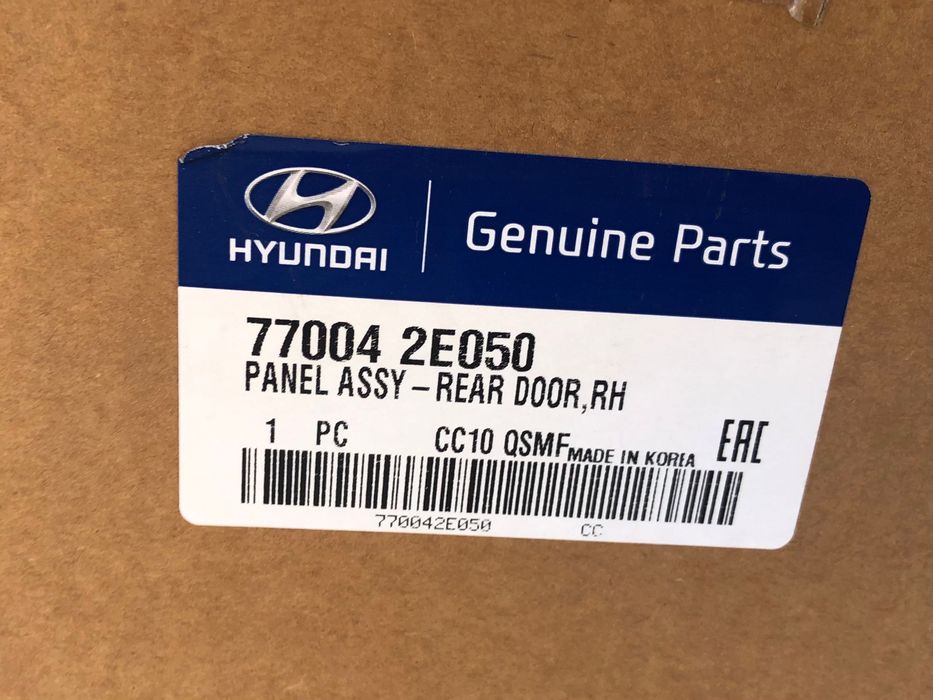 HYUNDAI
Genuine Parts
77004 2E050
PANEL ASSY-REAR DOOR,RH
1 PC CC10 QSMF MADE IN KOREA EAC
770042E050 CC